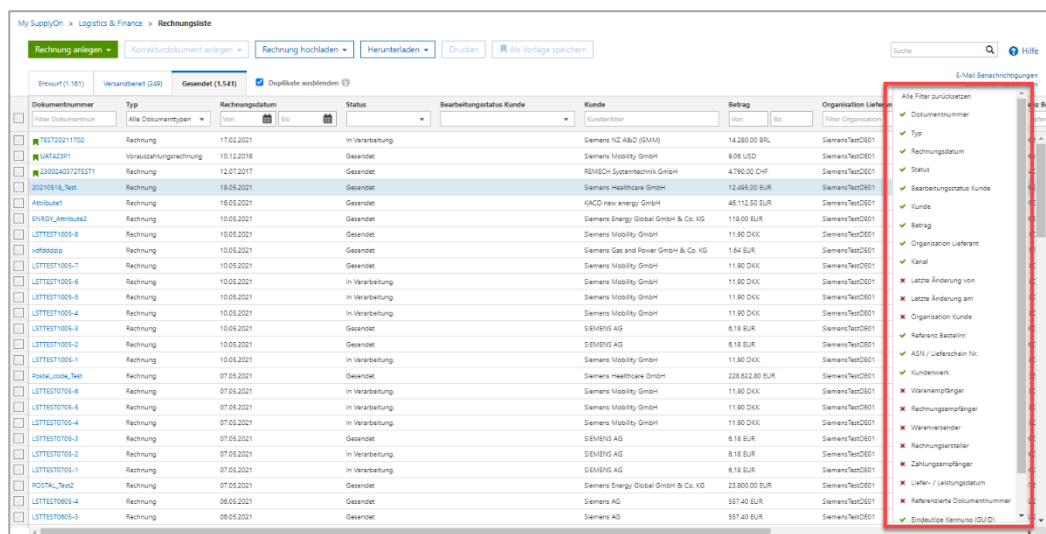 My SupplyOn > Logistics & Finance > Rechnungsliste
Rechnung anlegen Korrekturdokument anlegen Rechnung hochladen Herunterladen Drucken Als Vorlage speichern Suche Hilfe
E-Mail Benachrichtigungen
Entwurf (1.161) Versandbereit (249) Gesendet (1.541) Duplikate ausblenden
Dokumentnummer Typ Rechnungsdatum Status Bearbeitungsstatus Kunde Kunde Betrag Organisation Lieferan
Filter Dokumentnun Alle Dokumenttypen Von Bis Kundenfilter Von Bis Filter Organisation
TEST20211702 Rechnung 17.02.2021 In Verarbeitung. Siemens NZ A&D (GMM) 14.280,00 BRL SiemensTestDE01
UAT423P1 Vorauszahlungsrechnung 10.12.2018 Gesendet Siemens Mobility GmbH 9.06 USD SiemensTestDE01
2300240372TEST1 Rechnung 12.07.2017 Gesendet REMECH Systemtechnik GmbH 4.760,00 CHF SiemensTestDE01
20210518_Test Rechnung 18.05.2021 Gesendet Siemens Healthcare GmbH 12.495,00 EUR SiemensTestDE01
Attribute1 Rechnung 16.05.2021 Gesendet KACO new energy GmbH 46.112,50 EUR SiemensTestDE01
ENRGY_Attribute2 Rechnung 10.05.2021 Gesendet Siemens Energy Global GmbH & Co. KG 119,00 EUR SiemensTestDE01
LSTTEST1005-8 Rechnung 10.05.2021 Gesendet Siemens Mobility GmbH 11,90 DKK SiemensTestDE01
vdfdddzip Rechnung 10.05.2021 Gesendet Siemens Gas and Power GmbH & Co. KG 1,64 EUR SiemensTestDE01
LSTTEST1005-7 Rechnung 10.05.2021 Gesendet Siemens Mobility GmbH 11,90 DKK SiemensTestDE01
LSTTEST1005-6 Rechnung 10.05.2021 In Verarbeitung. Siemens Mobility GmbH 11,90 DKK SiemensTestDE01
LSTTEST1005-5 Rechnung 10.05.2021 In Verarbeitung. Siemens Mobility GmbH 11,90 DKK SiemensTestDE01
LSTTEST1005-4 Rechnung 10.05.2021 In Verarbeitung. Siemens Mobility GmbH 11,90 DKK SiemensTestDE01
LSTTEST1005-3 Rechnung 10.05.2021 Gesendet SIEMENS AG 6,18 EUR SiemensTestDE01
LSTTEST1005-2 Rechnung 10.05.2021 Gesendet SIEMENS AG 6,18 EUR SiemensTestDE01
LSTTEST1005-1 Rechnung 10.05.2021 In Verarbeitung. Siemens Mobility GmbH 11,90 DKK SiemensTestDE01
Postal_code_Test Rechnung 07.05.2021 In Verarbeitung. Siemens Healthcare GmbH 228.622,80 EUR SiemensTestDE01
LSTTEST0705-6 Rechnung 07.05.2021 In Verarbeitung. Siemens Mobility GmbH 11,90 DKK SiemensTestDE01
LSTTEST0705-5 Rechnung 07.05.2021 In Verarbeitung. Siemens Mobility GmbH 11,90 DKK SiemensTestDE01
LSTTEST0705-4 Rechnung 07.05.2021 In Verarbeitung. Siemens Mobility GmbH 11,90 DKK SiemensTestDE01
LSTTEST0705-3 Rechnung 07.05.2021 Gesendet SIEMENS AG 6,18 EUR SiemensTestDE01
LSTTEST0705-2 Rechnung 07.05.2021 In Verarbeitung. SIEMENS AG 6,18 EUR SiemensTestDE01
LSTTEST0705-1 Rechnung 07.05.2021 In Verarbeitung. SIEMENS AG 6,18 EUR SiemensTestDE01
POSTAL_Test2 Rechnung 07.05.2021 Gesendet Siemens Energy Global GmbH & Co. KG 23.800,00 EUR SiemensTestDE01
LSTTEST0605-4 Rechnung 06.05.2021 Gesendet Siemens AG 557,40 EUR SiemensTestDE01
LSTTEST0605-3 Rechnung 06.05.2021 Gesendet Siemens AG 557,40 EUR SiemensTestDE01
Alle Filter zurücksetzen
Dokumentnummer
Typ
Rechnungsdatum
Status
Bearbeitungsstatus Kunde
Kunde
Betrag
Organisation Lieferant
Kanal
Letzte Änderung von
Letzte Änderung am
Organisation Kunde
Referenz Bestellnr.
ASN / Lieferschein Nr.
Kundenwerk
Warenempfänger
Rechnungsempfänger
Warenversender
Rechnungsersteller
Zahlungsempfänger
Liefer- / Leistungsdatum
Referenzierte Dokumentnummer
Eindeutige Kennung (GUID)